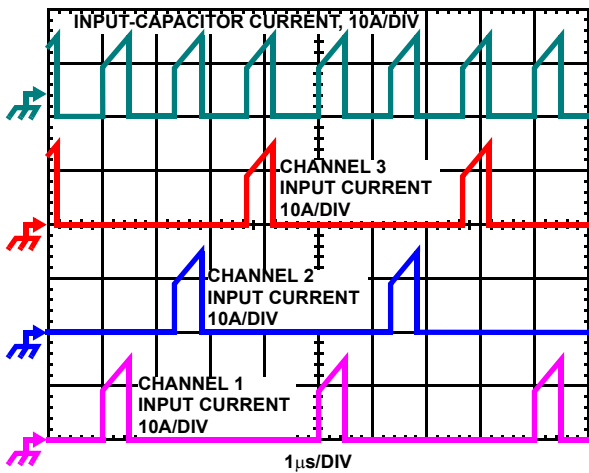 INPUT-CAPACITOR CURRENT, 10A/DIV
CHANNEL 3
INPUT CURRENT
10A/DIV
CHANNEL 2
INPUT CURRENT
10A/DIV
CHANNEL 1
INPUT CURRENT
10A/DIV
1μs/DIV